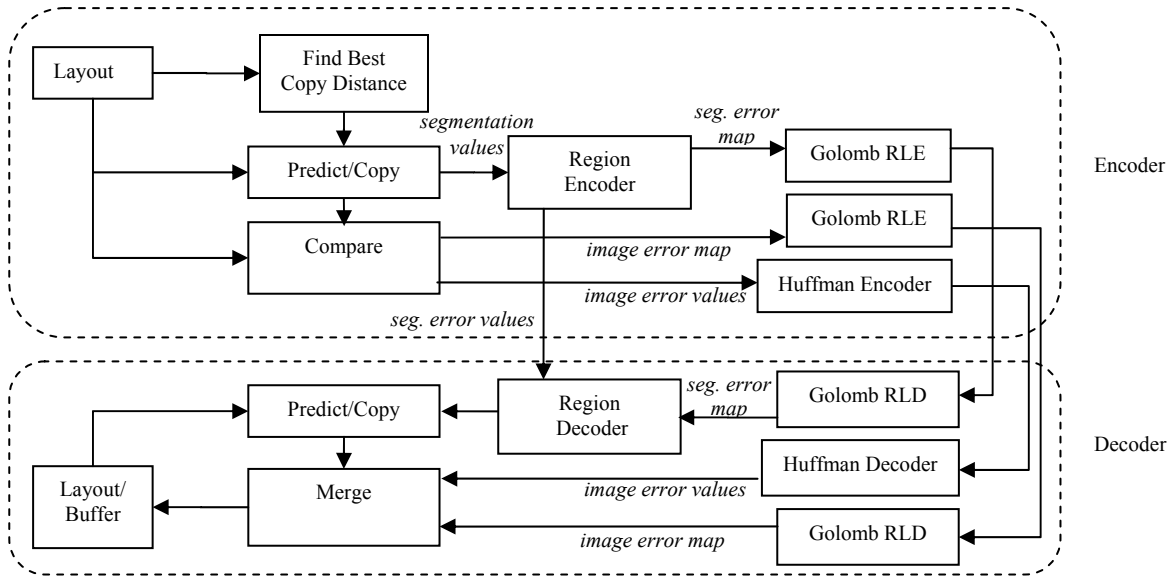 Layout
Find Best
Copy Distance
segmentation
values
seg. error
map
Golomb RLE
Region
Encoder
Predict/Copy
Encoder
Golomb RLE
Compare
image error map
Huffman Encoder
image error values
seg. error values
Golomb RLD
seg. error
map
Region
Decoder
Predict/Copy
Decoder
Huffman Decoder
Layout/
Buffer
Merge
image error values
Golomb RLD
image error map